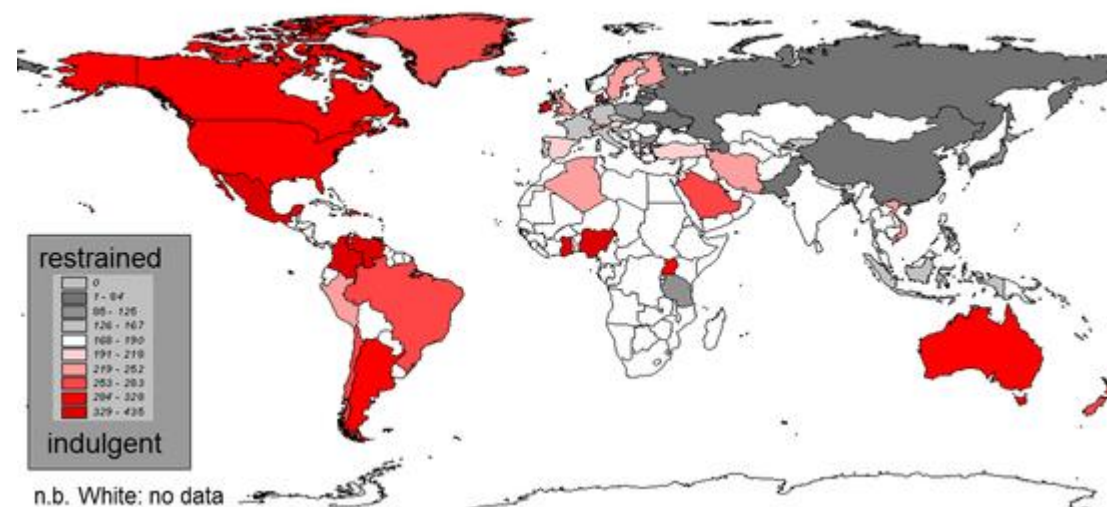 restrained
0
1 - 84
85 - 125
126 - 167
168 - 190
191 - 218
219 - 252
253 - 283
284 - 328
329 - 435
indulgent
n.b. White: no data